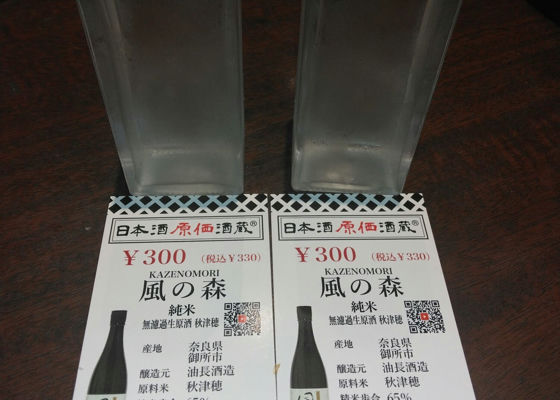 日本酒原価酒蔵®
¥300 (税込¥330)
KAZENOMORI
風の森
純米
無濾過生原酒 秋津穂
産地 奈良県
御所市
醸造元 油長酒造
原料米 秋津穂
精米歩合 65%
日本酒原価酒蔵®
¥300 (税込¥330)
KAZENOMORI
風の森
純米
無濾過生原酒 秋津穂
産地 奈良県
御所市
醸造元 油長酒造
原料米 秋津穂
精米歩合 65%